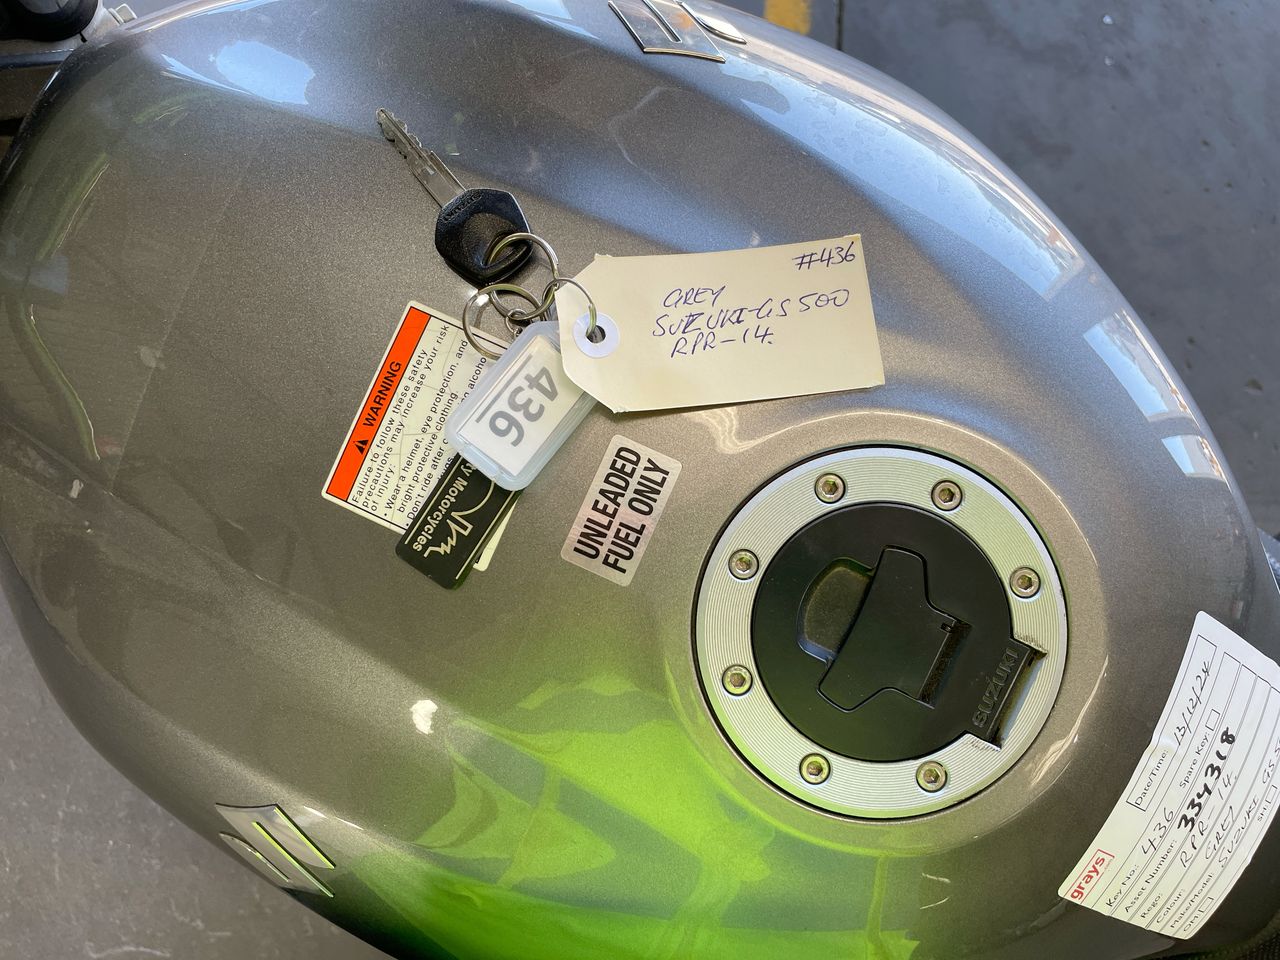 #436
GREY
SUZUKI-GS 500
RPR-14.
436
WARNING
Failure to follow these safety
precautions may increase your risk
of injury:
• Wear a helmet, eye protection, and
bright protective clothing.
• Don't ride after
alcoho
Motorcycles
UNLEADED
FUEL ONLY
SUZUKI
grays
Key No: 436
Date/Time: 13/12/24
Asset Number: 334318
Spare Key:
Rego: RPR-14.
Colour: GREY
Make/Model: SUZUKI GS 5
OM: